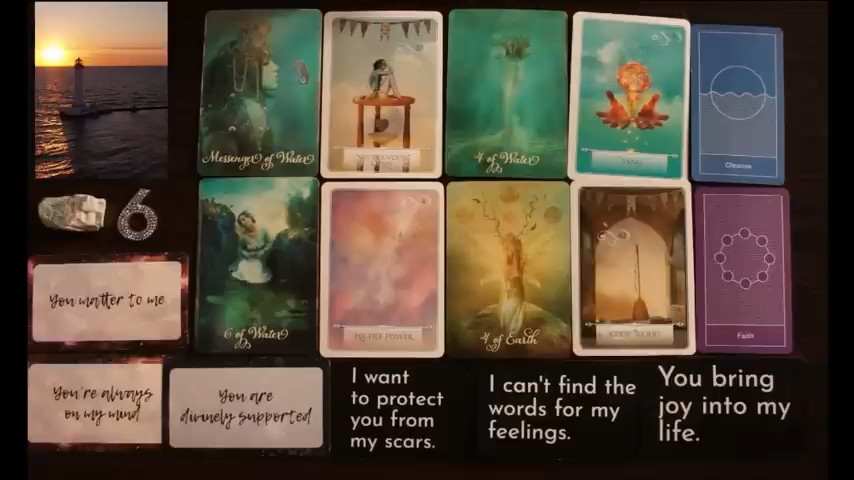 Messenger of Water
4 of Water
Cleanse
6
6 of Water
HIGHER POWER
4 of Earth
Faith
You matter to me
You're always
on my mind
You are
divinely supported
I want
to protect
you from
my scars.
I can't find the
words for my
feelings.
You bring
joy into my
life.